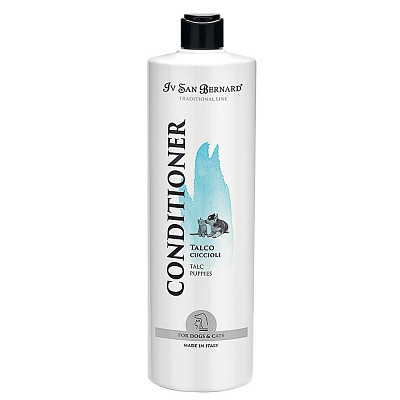 Iv San Bernard®
TRADITIONAL LINE
CONDITIONER
TALCO
CUCCIOLI
TALC
PUPPIES
FOR DOGS & CATS
MADE IN ITALY